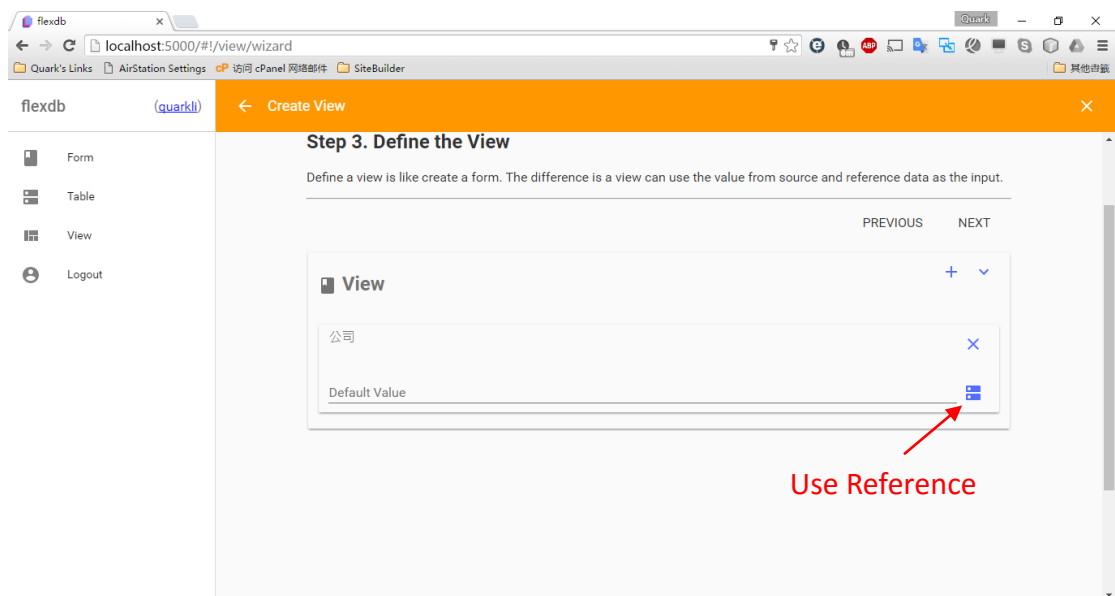 flexdb
Quark
localhost:5000/#!/view/wizard
Quark's Links AirStation Settings cP 访问 cPanel 网络邮件 SiteBuilder 其他書籤
flexdb (quarkli) Create View
Form
Table
View
Logout
Step 3. Define the View
Define a view is like create a form. The difference is a view can use the value from source and reference data as the input.
PREVIOUS NEXT
View
公司
Default Value
Use Reference